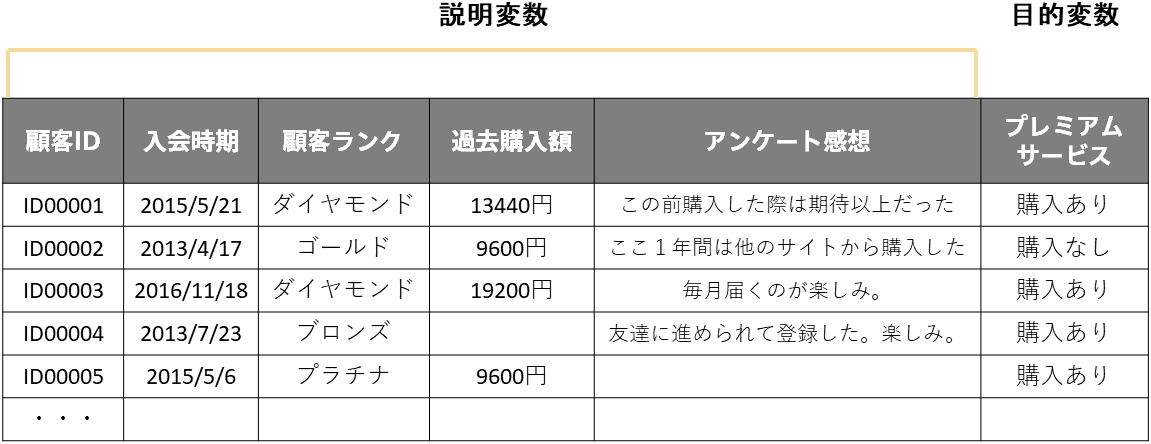 説明変数 目的変数
顧客ID 入会時期 顧客ランク 過去購入額 アンケート感想 プレミアム
サービス
ID00001 2015/5/21 ダイヤモンド 13440円 この前購入した際は期待以上だった 購入あり
ID00002 2013/4/17 ゴールド 9600円 ここ１年間は他のサイトから購入した 購入なし
ID00003 2016/11/18 ダイヤモンド 19200円 毎月届くのが楽しみ。 購入あり
ID00004 2013/7/23 ブロンズ 友達に進められて登録した。楽しみ。 購入あり
ID00005 2015/5/6 プラチナ 9600円 購入あり
・・・